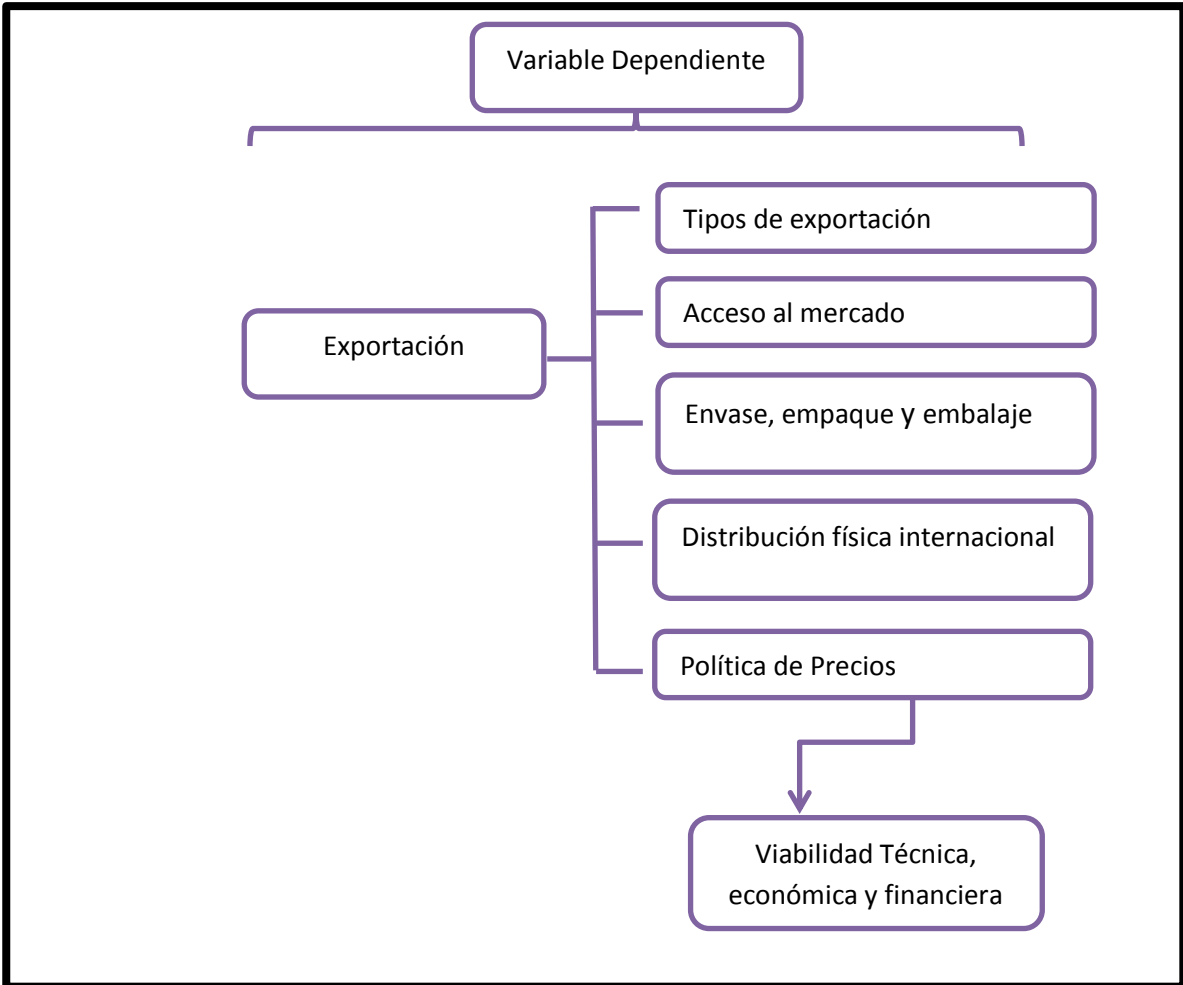 Variable Dependiente
Tipos de exportación
Acceso al mercado
Exportación
Envase, empaque y embalaje
Distribución física internacional
Política de Precios
Viabilidad Técnica,
económica y financiera